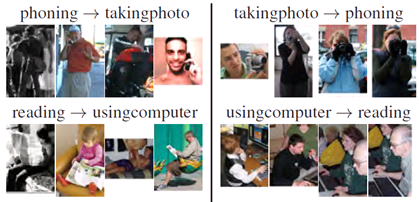 phoning → takingphoto
takingphoto → phoning
reading → usingcomputer
usingcomputer → reading